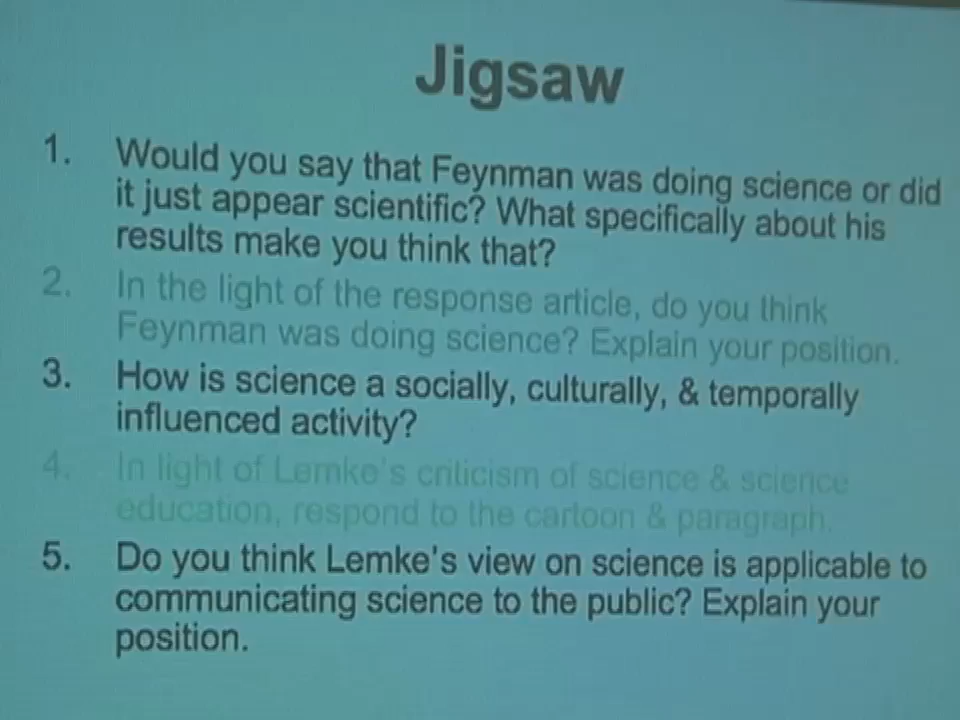 Jigsaw
1. Would you say that Feynman was doing science or did
it just appear scientific? What specifically about his
results make you think that?
2. In the light of the response article, do you think
Feynman was doing science? Explain your position.
3. How is science a socially, culturally, & temporally
influenced activity?
4. In light of Lemke's criticism of science & science
education, respond to the cartoon & paragraph.
5. Do you think Lemke's view on science is applicable to
communicating science to the public? Explain your
position.